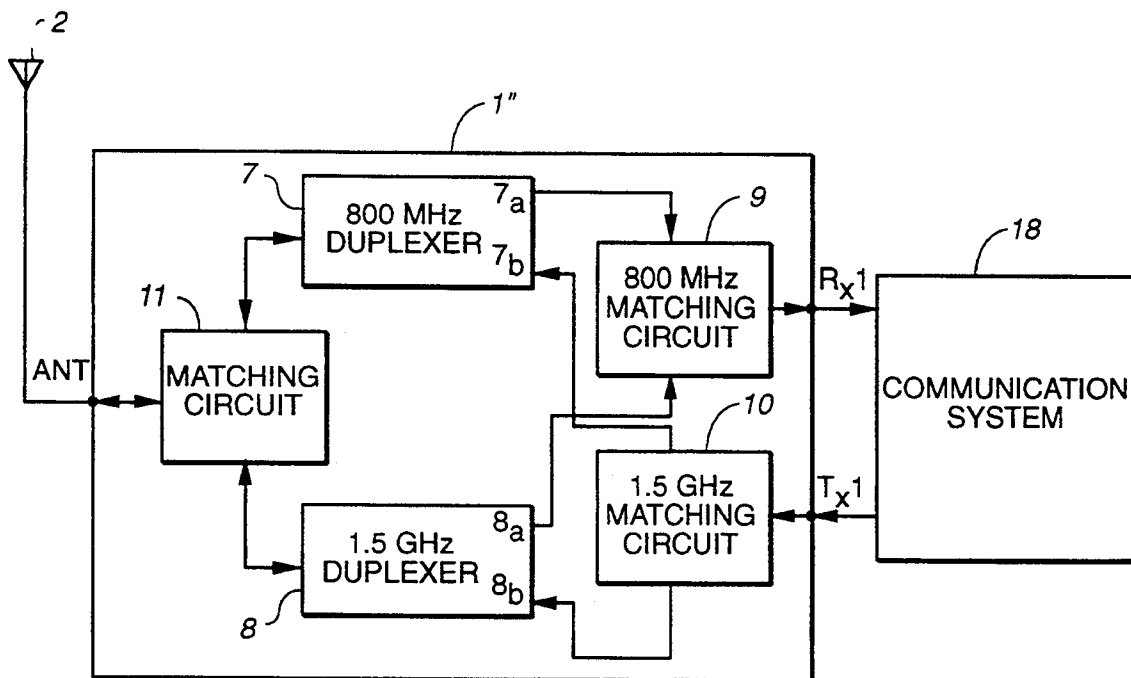 2
1"
7
800 MHz
DUPLEXER
7a
7b
9
800 MHz
MATCHING
CIRCUIT
18
Rx1
COMMUNICATION
SYSTEM
11
MATCHING
CIRCUIT
ANT
10
1.5 GHz
MATCHING
CIRCUIT
Tx1
1.5 GHz
DUPLEXER
8a
8b
8